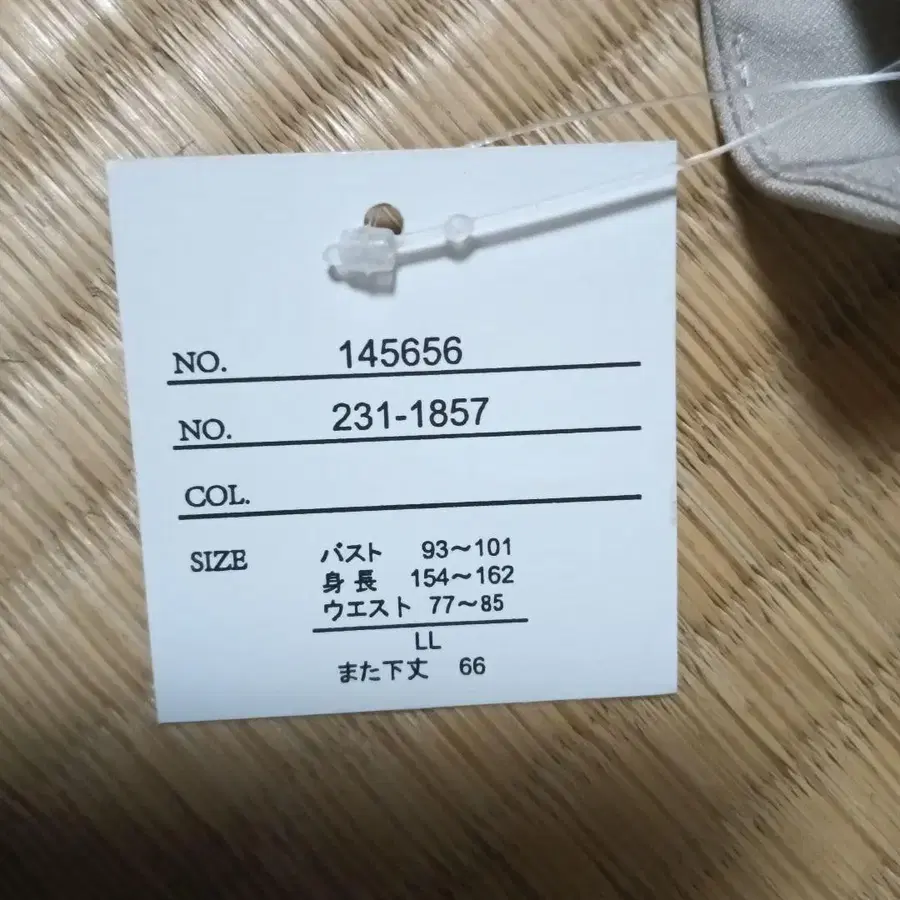 NO. 145656
NO. 231-1857
COL.
SIZE バスト 93〜101
身長 154〜162
ウエスト 77〜85
LL
また下丈 66